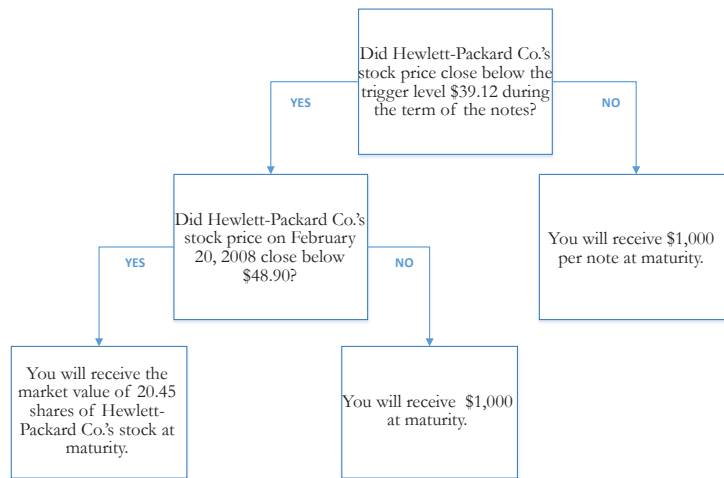 Did Hewlett-Packard Co.'s
stock price close below the
trigger level $39.12 during
the term of the notes?
YES
NO
Did Hewlett-Packard Co.'s
stock price on February
20, 2008 close below
$48.90?
You will receive $1,000
per note at maturity.
YES
NO
You will receive the
market value of 20.45
shares of Hewlett-
Packard Co.'s stock at
maturity.
You will receive $1,000
at maturity.